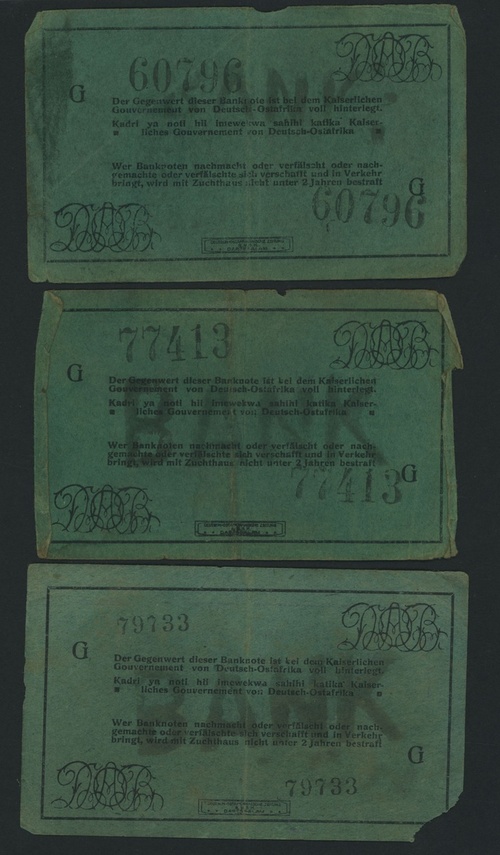 60796
DOAB
G
Der Gegenwert dieser Banknote ist bei dem Kaiserlichen
Gouvernement von Deutsch-Ostafrika voll hinterlegt.
Kadri ya noti hii imewekwa sahihi katika Kaiser-
liches Gouvernement von Deutsch-Ostafrika
Wer Banknoten nachmacht oder verfälscht oder nach-
gemachte oder verfälschte sich verschafft und in Verkehr
bringt, wird mit Zuchthaus nicht unter 2 Jahren bestraft
G
60796
DOAB
77413
DOAB
G
Der Gegenwert dieser Banknote ist bei dem Kaiserlichen
Gouvernement von Deutsch-Ostafrika voll hinterlegt.
Kadri ya noti hii imewekwa sahihi katika Kaiser-
liches Gouvernement von Deutsch-Ostafrika
BANK
Wer Banknoten nachmacht oder verfälscht oder nach-
gemachte oder verfälschte sich verschafft und in Verkehr
bringt, wird mit Zuchthaus nicht unter 2 Jahren bestraft
77413 G
DOAB
79733
DOAB
G
Der Gegenwert dieser Banknote ist bei dem Kaiserlichen
Gouvernement von Deutsch-Ostafrika voll hinterlegt.
Kadri ya noti hii imewekwa sahihi katika Kaiser-
liches Gouvernement von Deutsch-Ostafrika
BANK
Wer Banknoten nachmacht oder verfälscht oder nach-
gemachte oder verfälschte sich verschafft und in Verkehr
bringt, wird mit Zuchthaus nicht unter 2 Jahren bestraft
G
DOAB
79733